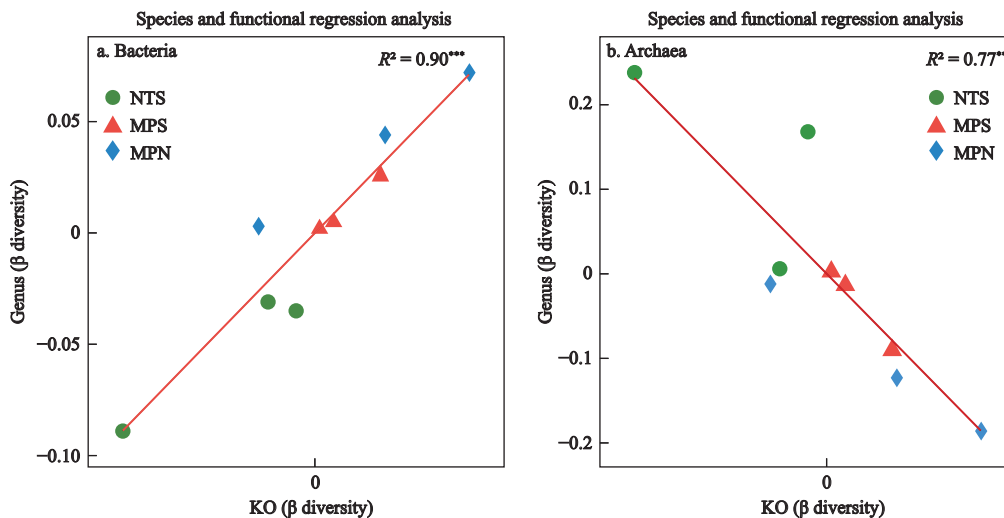 Species and functional regression analysis
a. Bacteria
R² = 0.90***
NTS
MPS
MPN
0.05
0
−0.05
−0.10
Genus (β diversity)
0
KO (β diversity)
Species and functional regression analysis
b. Archaea
R² = 0.77**
NTS
MPS
MPN
0.2
0.1
0
−0.1
−0.2
Genus (β diversity)
0
KO (β diversity)